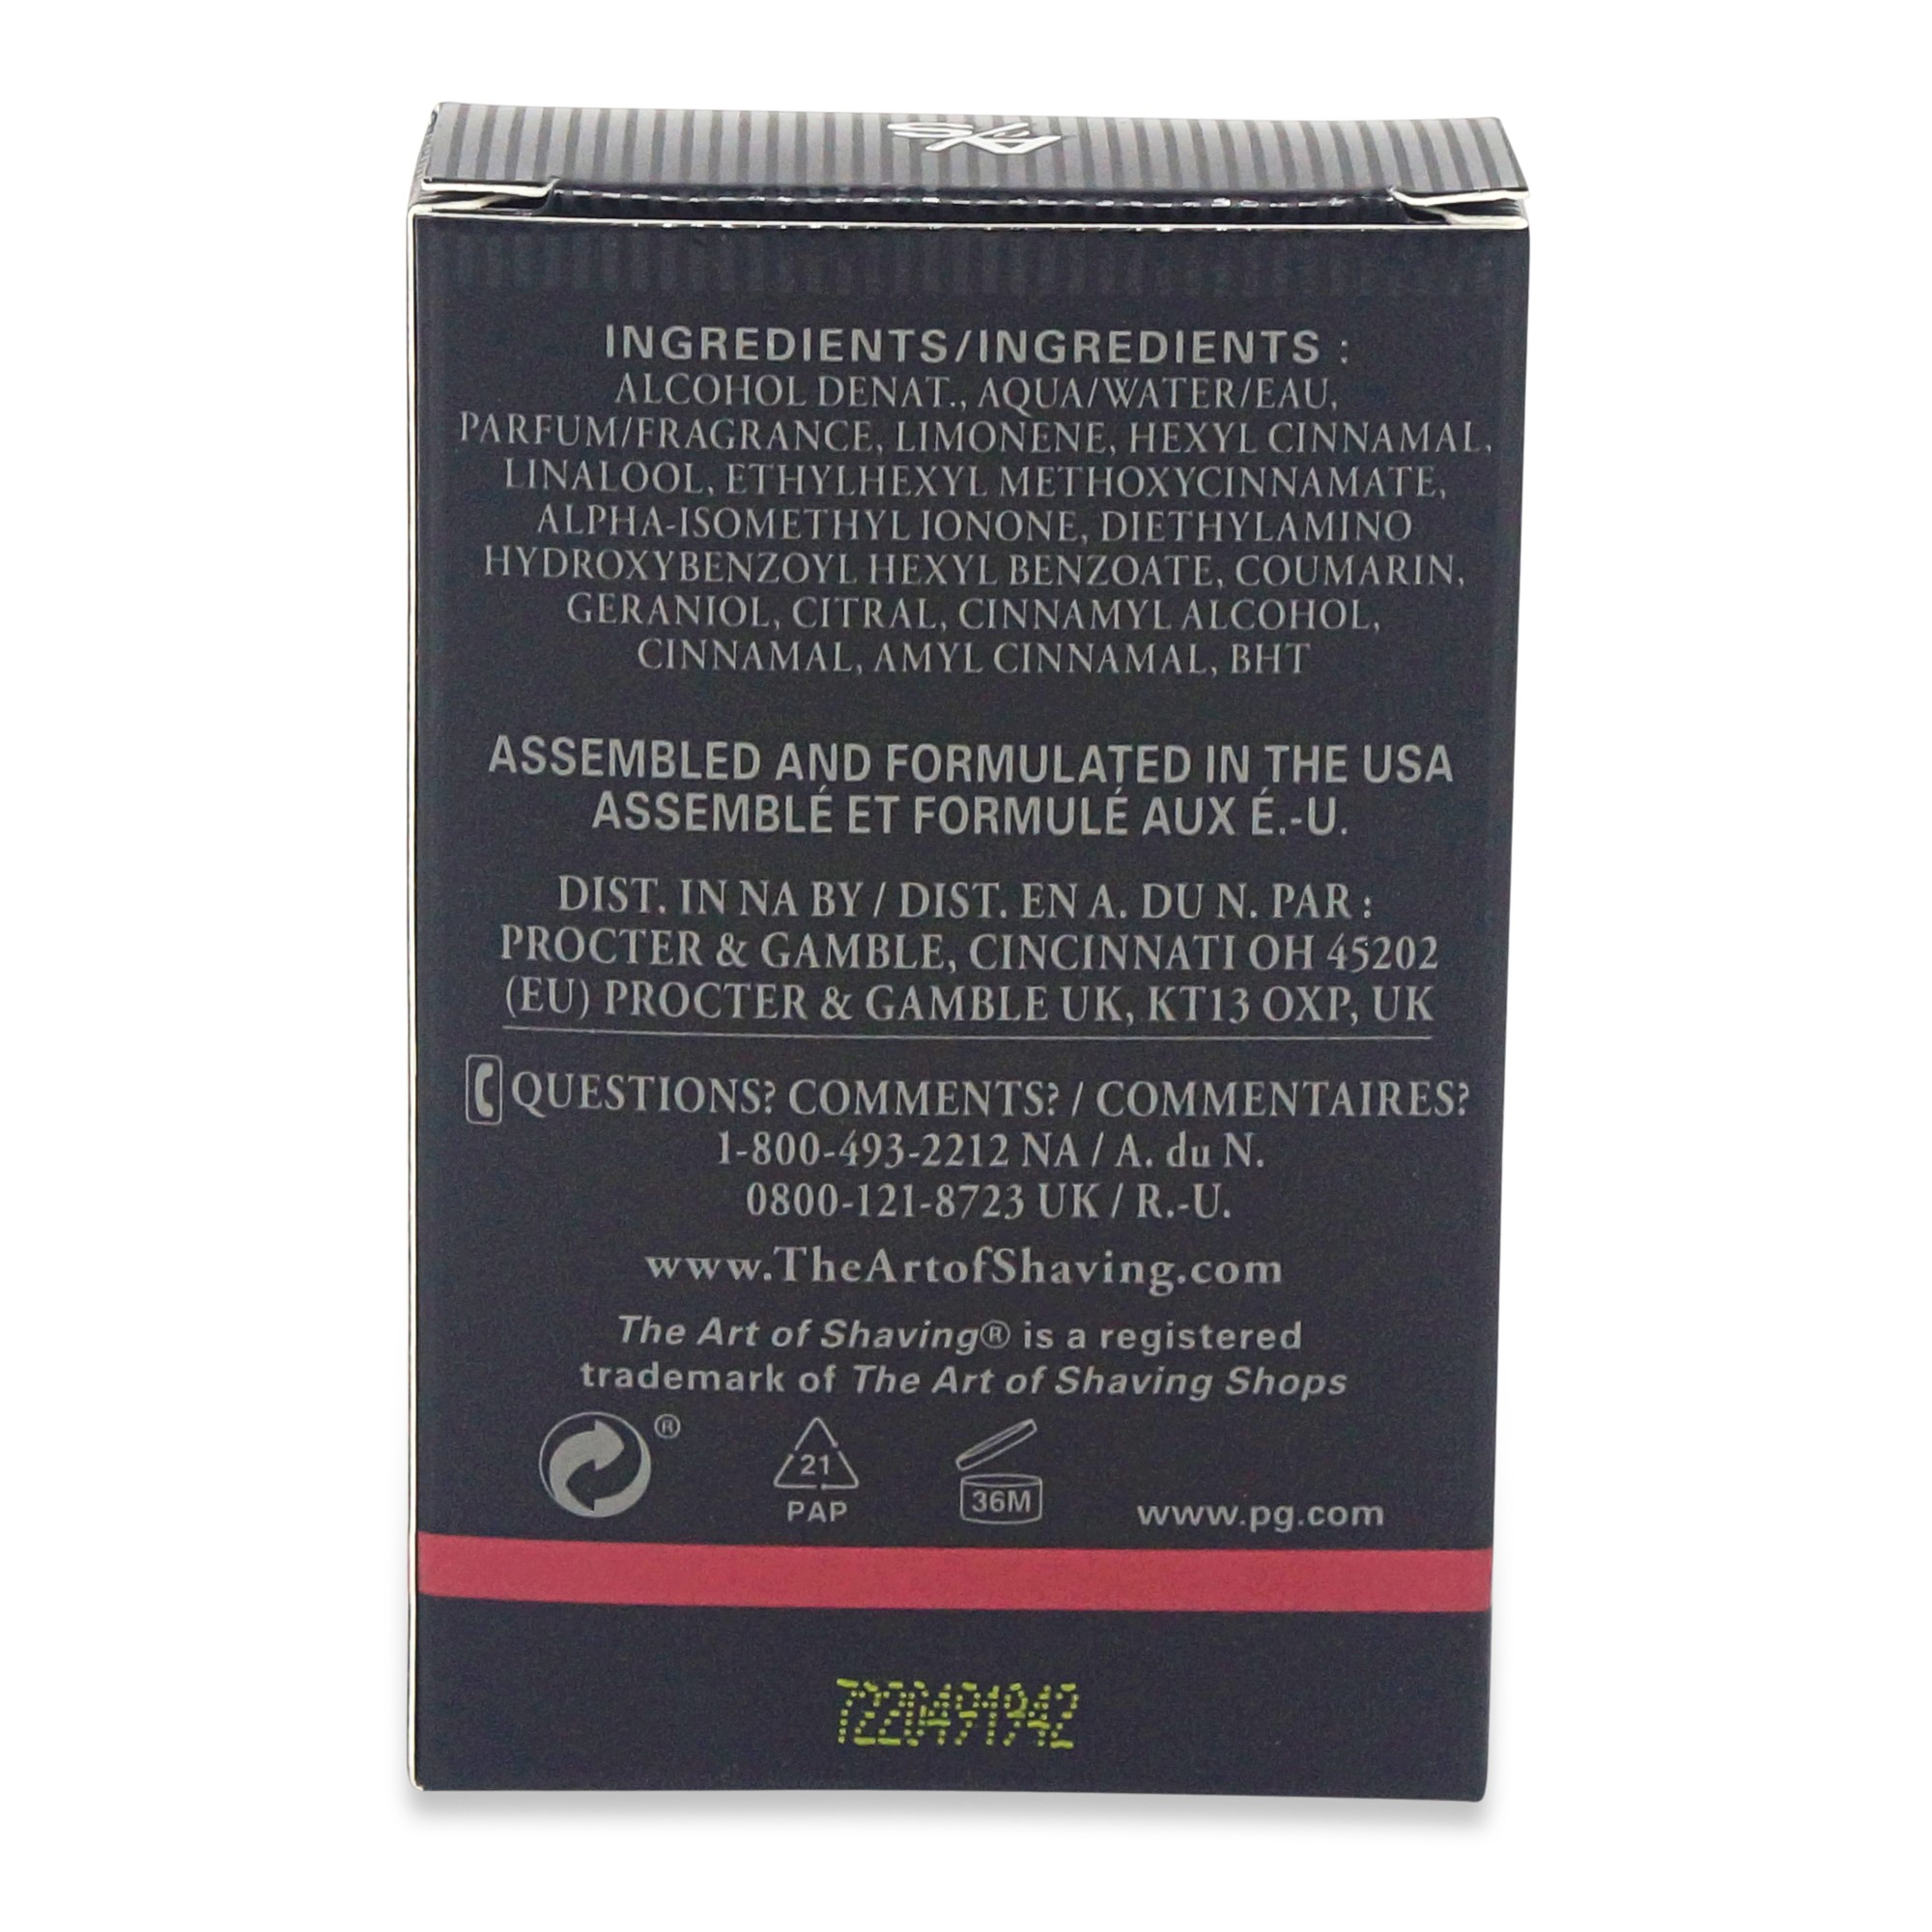 INGREDIENTS/INGREDIENTS :
ALCOHOL DENAT., AQUA/WATER/EAU,
PARFUM/FRAGRANCE, LIMONENE, HEXYL CINNAMAL,
LINALOOL, ETHYLHEXYL METHOXYCINNAMATE,
ALPHA-ISOMETHYL IONONE, DIETHYLAMINO
HYDROXYBENZOYL HEXYL BENZOATE, COUMARIN,
GERANIOL, CITRAL, CINNAMYL ALCOHOL,
CINNAMAL, AMYL CINNAMAL, BHT
ASSEMBLED AND FORMULATED IN THE USA
ASSEMBLÉ ET FORMULÉ AUX É.-U.
DIST. IN NA BY / DIST. EN A. DU N. PAR :
PROCTER & GAMBLE, CINCINNATI OH 45202
(EU) PROCTER & GAMBLE UK, KT13 OXP, UK
QUESTIONS? COMMENTS? / COMMENTAIRES?
1-800-493-2212 NA / A. du N.
0800-121-8723 UK / R.-U.
www.TheArtofShaving.com
The Art of Shaving® is a registered
trademark of The Art of Shaving Shops
®
21
PAP
36M
www.pg.com
7220491942